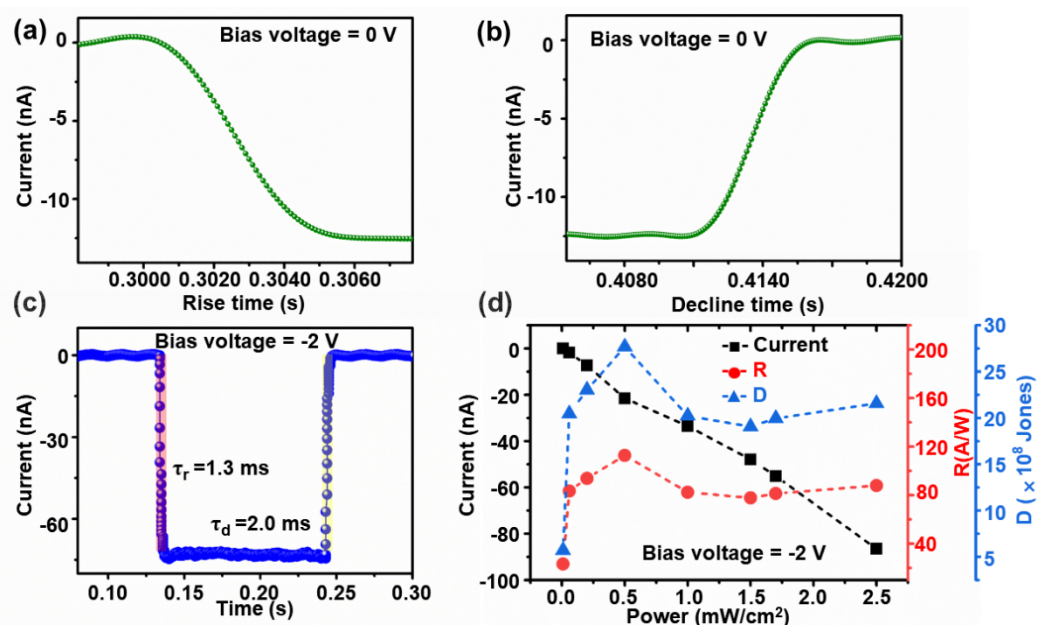 (a)
Bias voltage = 0 V
Current (nA)
0
-5
-10
0.3000
0.3020
0.3040
0.3060
Rise time (s)
(b)
Bias voltage = 0 V
Current (nA)
0
-5
-10
0.4080
0.4140
0.4200
Decline time (s)
(c)
Bias voltage = -2 V
Current (nA)
0
-30
-45
-60
τr =1.3 ms
τd =2.0 ms
0.10
0.15
0.20
0.25
0.30
Time (s)
(d)
Current (nA)
0
-20
-40
-60
-80
-100
Current
R
D
Bias voltage = -2 V
0.0
0.5
1.0
1.5
2.0
2.5
Power (mW/cm²)
200
160
120
80
40
R(A/W)
30
25
20
15
10
5
D ( × 10⁸ Jones)